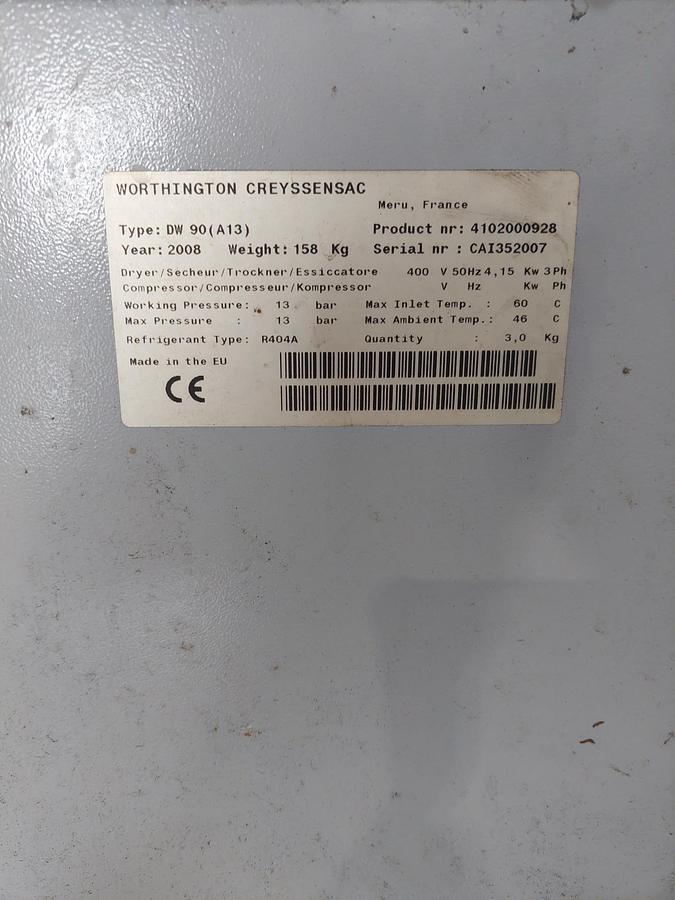 WORTHINGTON CREYSSENSAC
Meru, France
Type: DW 90(A13) Product nr: 4102000928
Year: 2008 Weight: 158 Kg Serial nr : CAI352007
Dryer/Secheur/Trockner/Essiccatore 400 V 50Hz 4,15 Kw 3Ph
Compressor/Compresseur/Kompressor V Hz Kw Ph
Working Pressure: 13 bar Max Inlet Temp. : 60 C
Max Pressure : 13 bar Max Ambient Temp.: 46 C
Refrigerant Type: R404A Quantity : 3,0 Kg
Made in the EU
CE